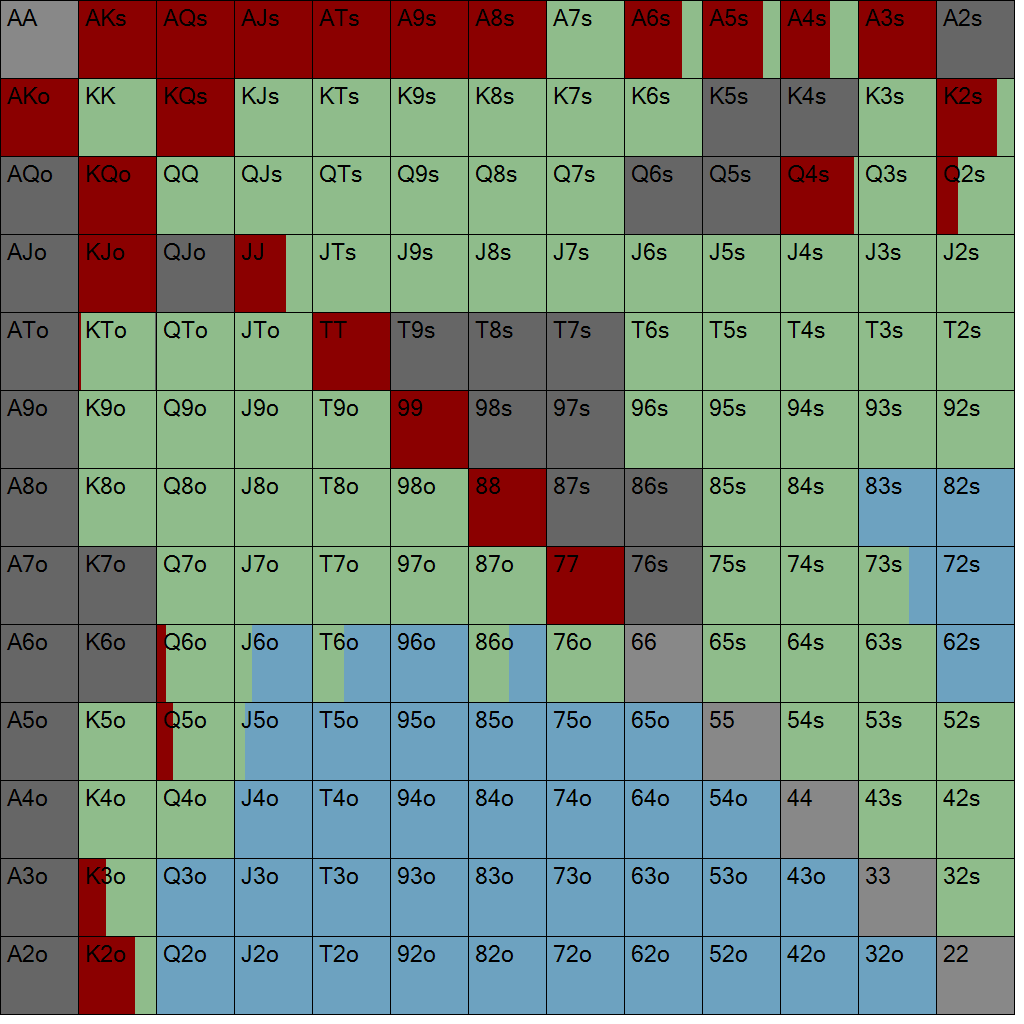 AA AKs AQs AJs ATs A9s A8s A7s A6s A5s A4s A3s A2s
AKo KK KQs KJs KTs K9s K8s K7s K6s K5s K4s K3s K2s
AQo KQo QQ QJs QTs Q9s Q8s Q7s Q6s Q5s Q4s Q3s Q2s
AJo KJo QJo JJ JTs J9s J8s J7s J6s J5s J4s J3s J2s
ATo KTo QTo JTo TT T9s T8s T7s T6s T5s T4s T3s T2s
A9o K9o Q9o J9o T9o 99 98s 97s 96s 95s 94s 93s 92s
A8o K8o Q8o J8o T8o 98o 88 87s 86s 85s 84s 83s 82s
A7o K7o Q7o J7o T7o 97o 87o 77 76s 75s 74s 73s 72s
A6o K6o Q6o J6o T6o 96o 86o 76o 66 65s 64s 63s 62s
A5o K5o Q5o J5o T5o 95o 85o 75o 65o 55 54s 53s 52s
A4o K4o Q4o J4o T4o 94o 84o 74o 64o 54o 44 43s 42s
A3o K3o Q3o J3o T3o 93o 83o 73o 63o 53o 43o 33 32s
A2o K2o Q2o J2o T2o 92o 82o 72o 62o 52o 42o 32o 22